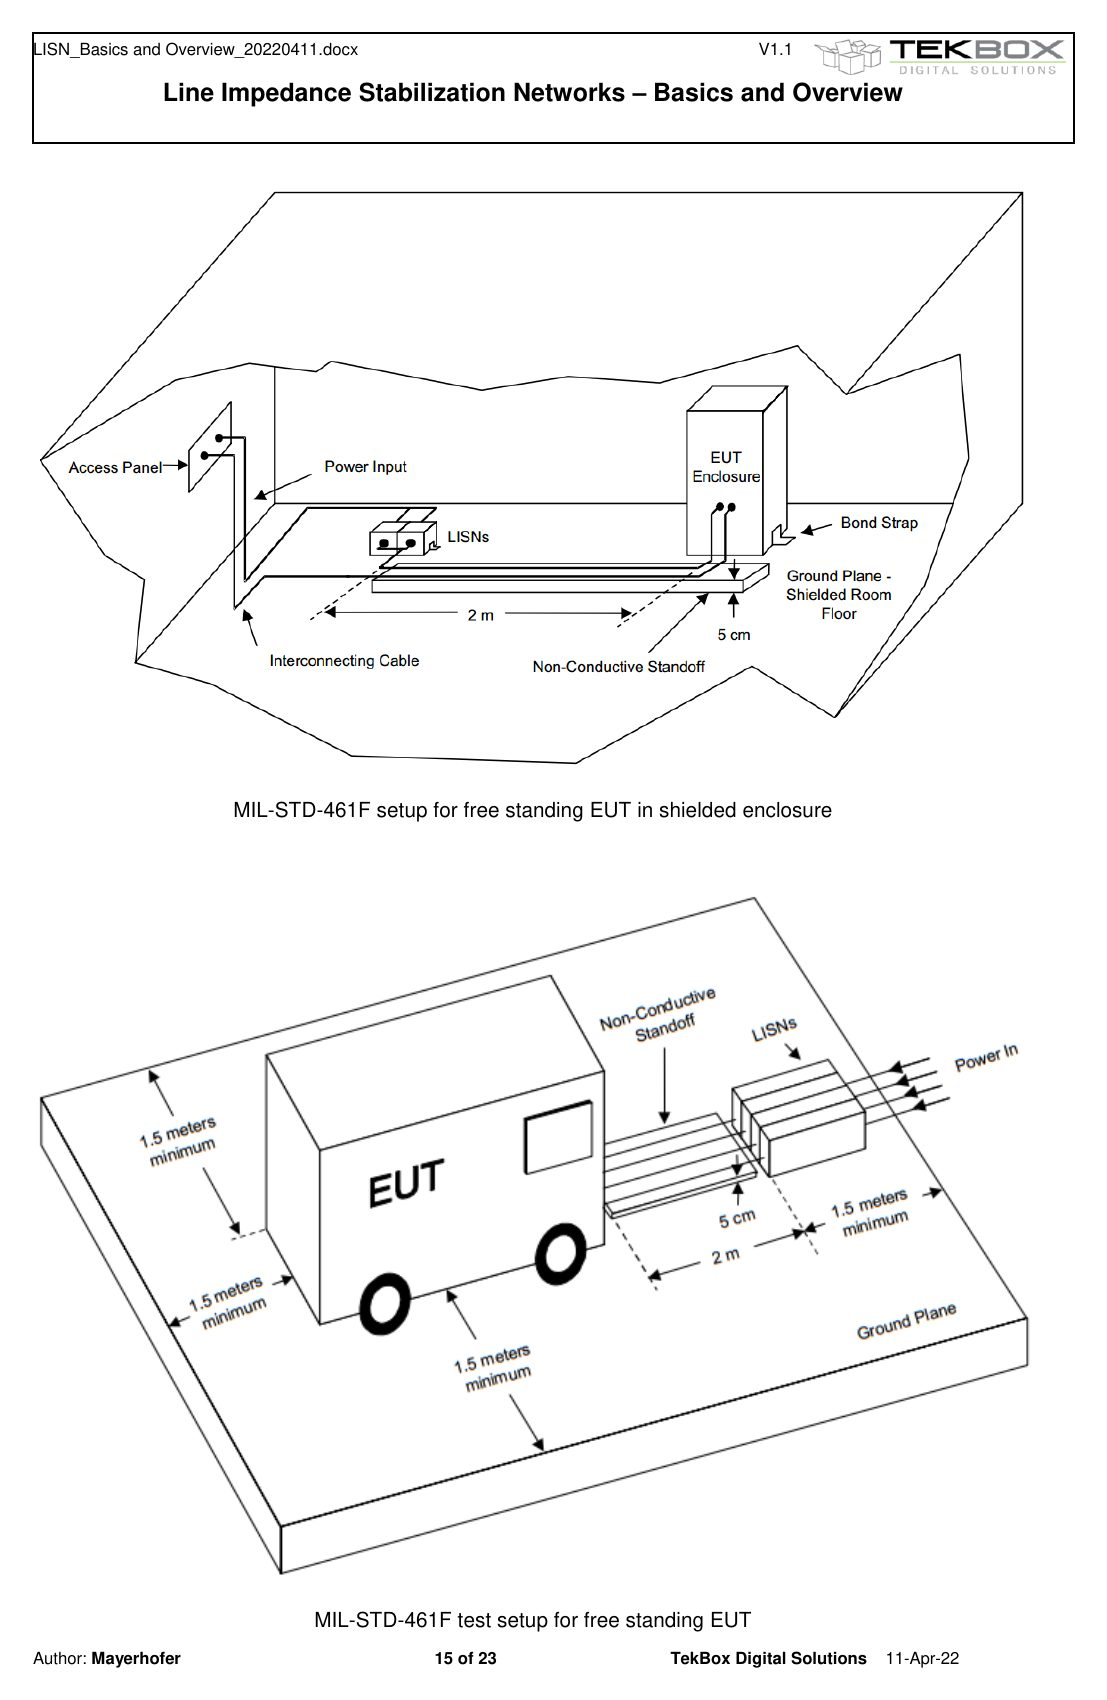 LISN_Basics and Overview_20220411.docx V1.1 TEKBOX
DIGITAL SOLUTIONS
Line Impedance Stabilization Networks – Basics and Overview
Access Panel
Power Input
LISNs
EUT
Enclosure
Bond Strap
Ground Plane -
Shielded Room
Floor
2 m
5 cm
Interconnecting Cable
Non-Conductive Standoff
MIL-STD-461F setup for free standing EUT in shielded enclosure
Non-Conductive
Standoff
LISNs
Power In
1.5 meters
minimum
EUT
5 cm
1.5 meters
minimum
2 m
1.5 meters
minimum
Ground Plane
1.5 meters
minimum
MIL-STD-461F test setup for free standing EUT
Author: Mayerhofer 15 of 23 TekBox Digital Solutions 11-Apr-22